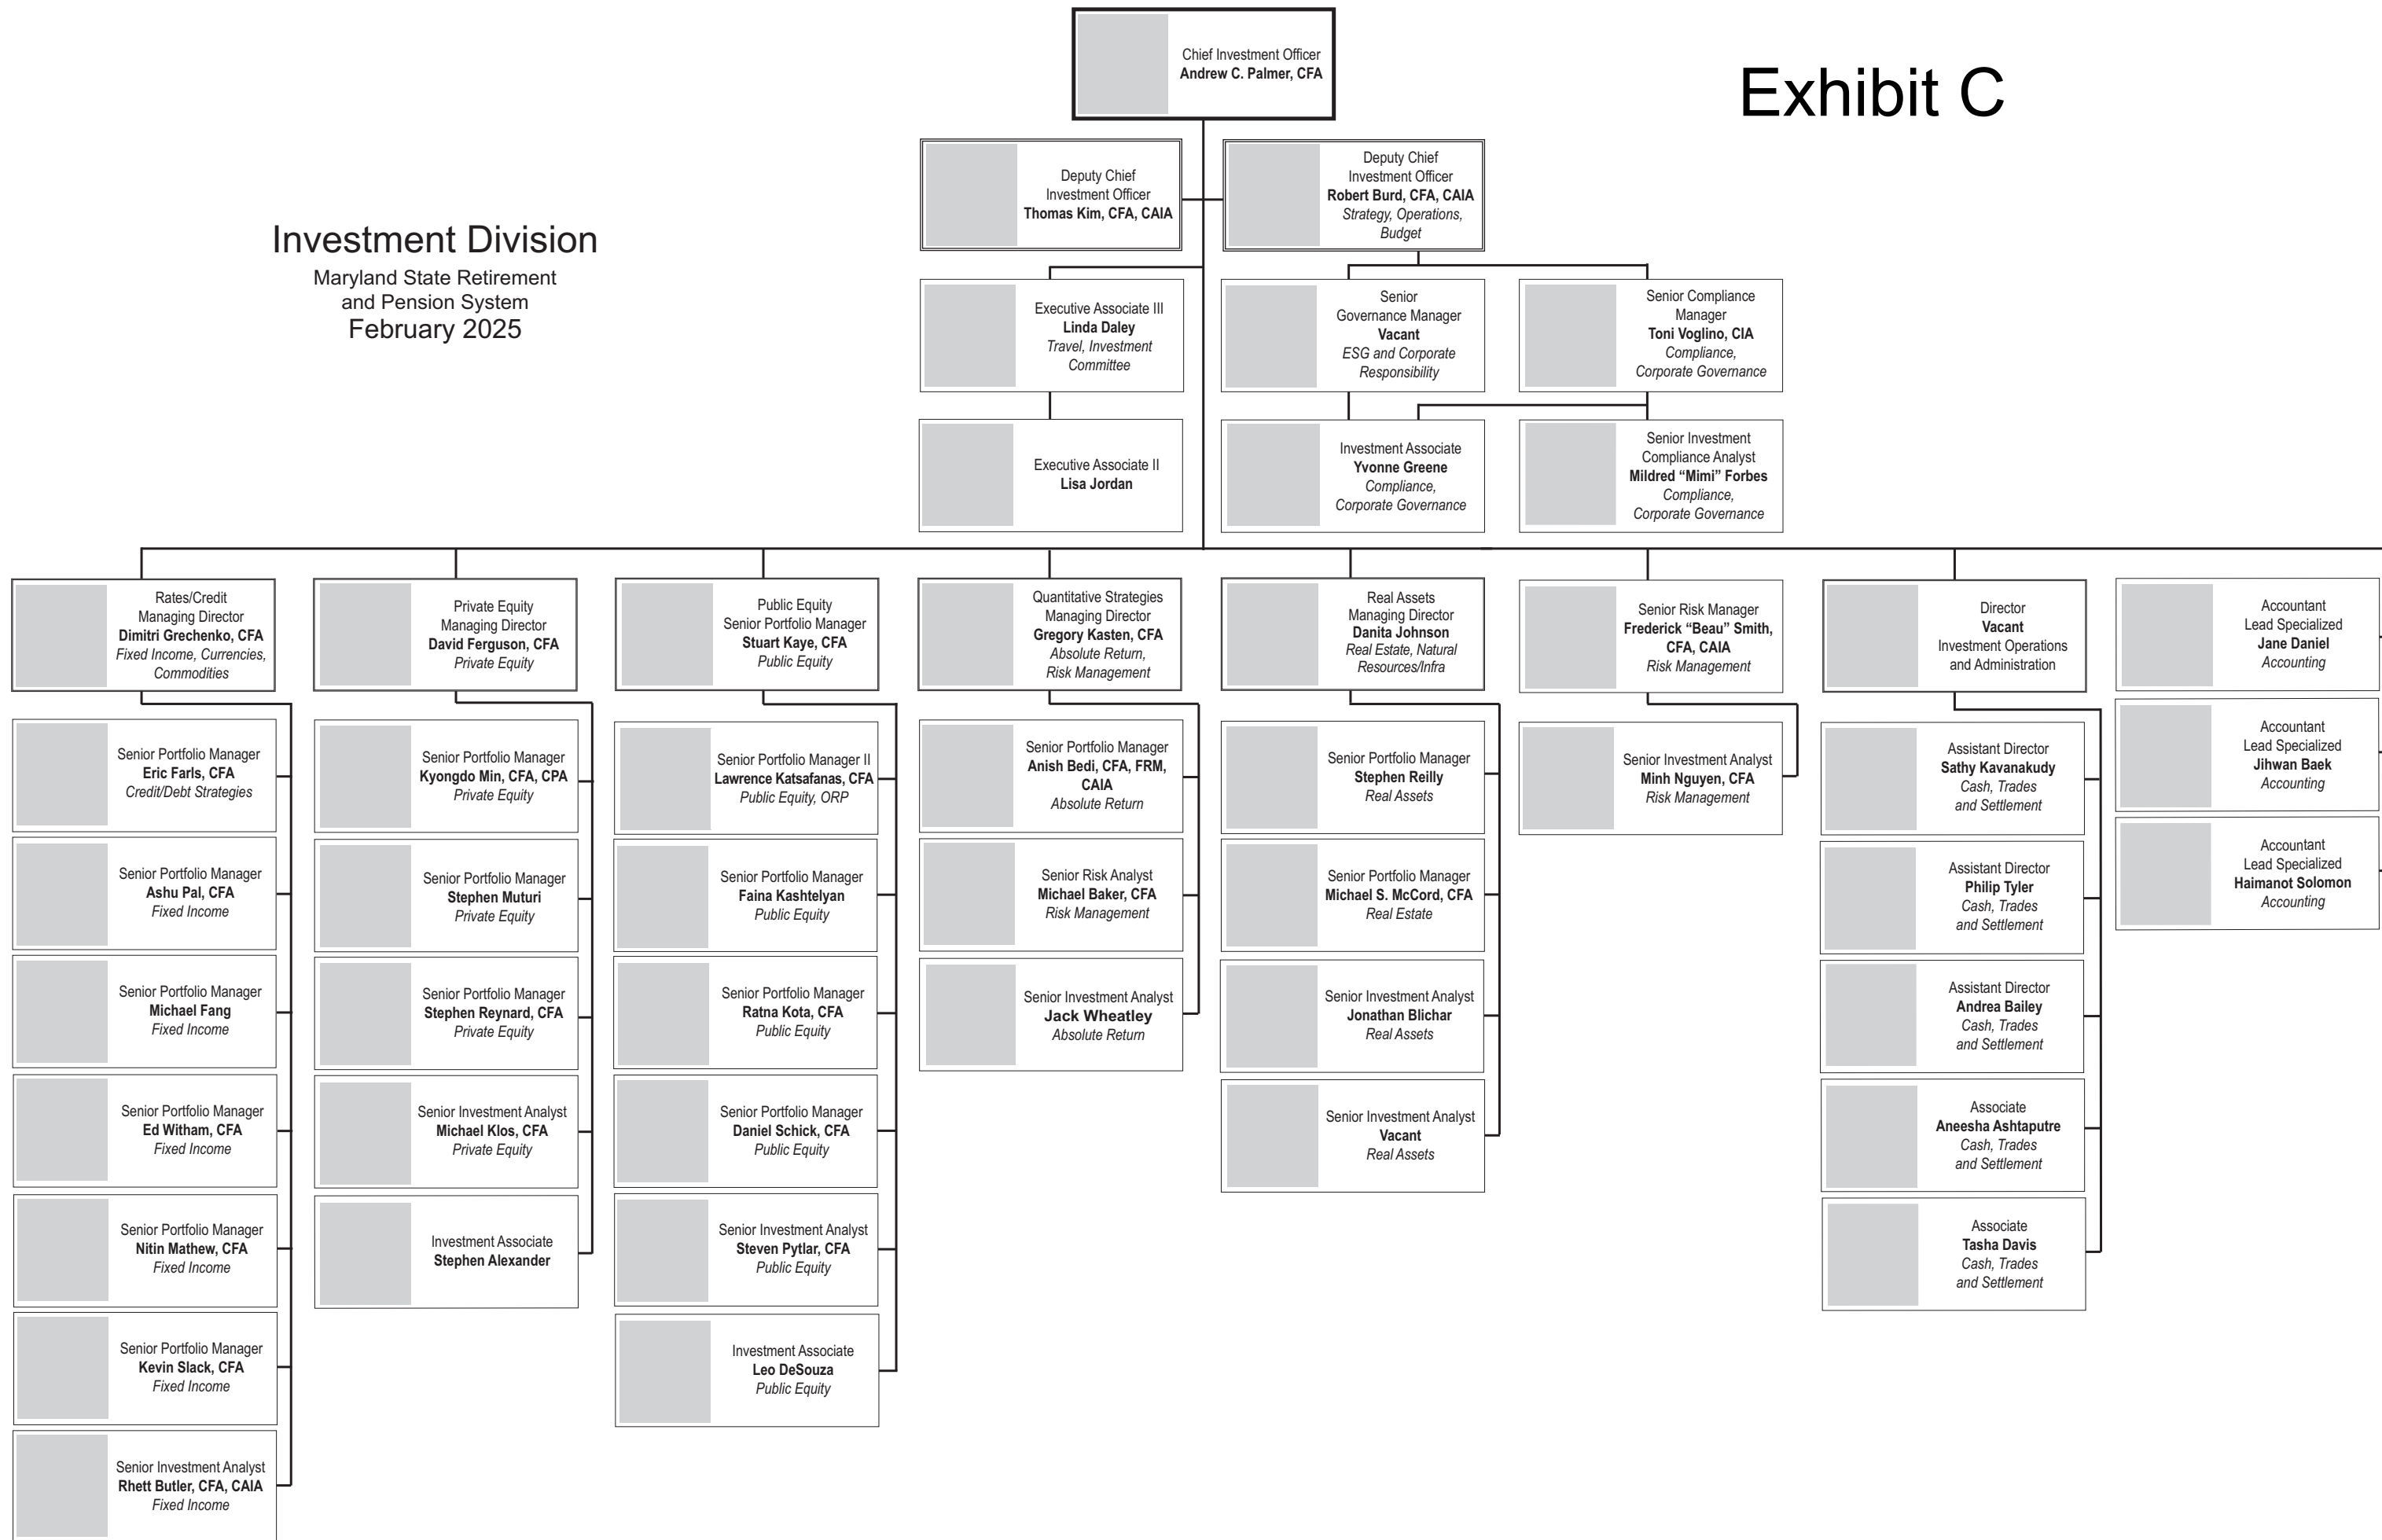 Chief Investment Officer
Andrew C. Palmer, CFA
Exhibit C
Deputy Chief
Investment Officer
Thomas Kim, CFA, CAIA
Deputy Chief
Investment Officer
Robert Burd, CFA, CAIA
Strategy, Operations,
Budget
Investment Division
Maryland State Retirement
and Pension System
February 2025
Executive Associate III
Linda Daley
Travel, Investment
Committee
Senior
Governance Manager
Vacant
ESG and Corporate
Responsibility
Senior Compliance
Manager
Toni Voglino, CIA
Compliance,
Corporate Governance
Executive Associate II
Lisa Jordan
Investment Associate
Yvonne Greene
Compliance,
Corporate Governance
Senior Investment
Compliance Analyst
Mildred “Mimi” Forbes
Compliance,
Corporate Governance
Rates/Credit
Managing Director
Dimitri Grechenko, CFA
Fixed Income, Currencies,
Commodities
Senior Portfolio Manager
Eric Farls, CFA
Credit/Debt Strategies
Senior Portfolio Manager
Ashu Pal, CFA
Fixed Income
Senior Portfolio Manager
Michael Fang
Fixed Income
Senior Portfolio Manager
Ed Witham, CFA
Fixed Income
Senior Portfolio Manager
Nitin Mathew, CFA
Fixed Income
Senior Portfolio Manager
Kevin Slack, CFA
Fixed Income
Senior Investment Analyst
Rhett Butler, CFA, CAIA
Fixed Income
Private Equity
Managing Director
David Ferguson, CFA
Private Equity
Senior Portfolio Manager
Kyongdo Min, CFA, CPA
Private Equity
Senior Portfolio Manager
Stephen Muturi
Private Equity
Senior Portfolio Manager
Stephen Reynard, CFA
Private Equity
Senior Investment Analyst
Michael Klos, CFA
Private Equity
Investment Associate
Stephen Alexander
Public Equity
Senior Portfolio Manager
Stuart Kaye, CFA
Public Equity
Senior Portfolio Manager II
Lawrence Katsafanas, CFA
Public Equity, ORP
Senior Portfolio Manager
Faina Kashtelyan
Public Equity
Senior Portfolio Manager
Ratna Kota, CFA
Public Equity
Senior Portfolio Manager
Daniel Schick, CFA
Public Equity
Senior Investment Analyst
Steven Pytlar, CFA
Public Equity
Investment Associate
Leo DeSouza
Public Equity
Quantitative Strategies
Managing Director
Gregory Kasten, CFA
Absolute Return,
Risk Management
Senior Portfolio Manager
Anish Bedi, CFA, FRM,
CAIA
Absolute Return
Senior Risk Analyst
Michael Baker, CFA
Risk Management
Senior Investment Analyst
Jack Wheatley
Absolute Return
Real Assets
Managing Director
Danita Johnson
Real Estate, Natural
Resources/Infra
Senior Portfolio Manager
Stephen Reilly
Real Assets
Senior Portfolio Manager
Michael S. McCord, CFA
Real Estate
Senior Investment Analyst
Jonathan Blichar
Real Assets
Senior Investment Analyst
Vacant
Real Assets
Senior Risk Manager
Frederick “Beau” Smith,
CFA, CAIA
Risk Management
Senior Investment Analyst
Minh Nguyen, CFA
Risk Management
Director
Vacant
Investment Operations
and Administration
Assistant Director
Sathy Kavanakudy
Cash, Trades
and Settlement
Assistant Director
Philip Tyler
Cash, Trades
and Settlement
Assistant Director
Andrea Bailey
Cash, Trades
and Settlement
Associate
Aneesha Ashtaputre
Cash, Trades
and Settlement
Associate
Tasha Davis
Cash, Trades
and Settlement
Accountant
Lead Specialized
Jane Daniel
Accounting
Accountant
Lead Specialized
Jihwan Baek
Accounting
Accountant
Lead Specialized
Haimanot Solomon
Accounting